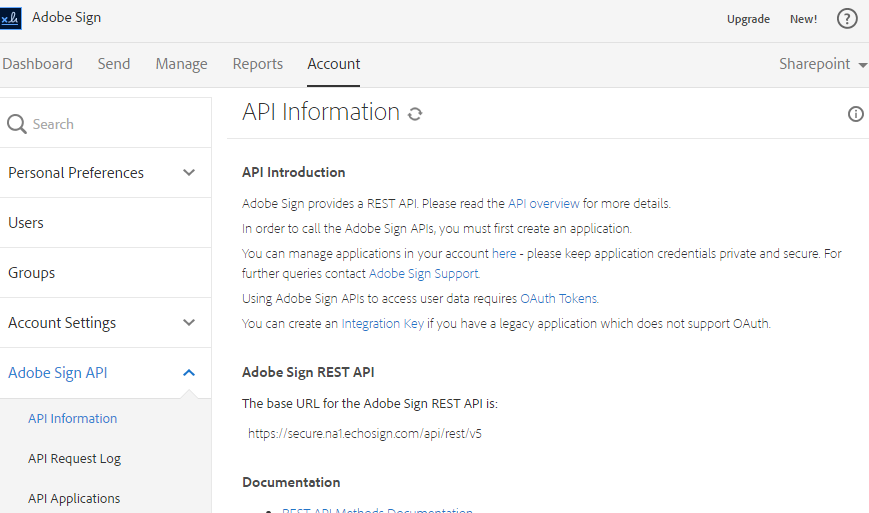 Adobe Sign
Upgrade New!
Dashboard Send Manage Reports Account Sharepoint
Search
Personal Preferences
Users
Groups
Account Settings
Adobe Sign API
API Information
API Request Log
API Applications
API Information
API Introduction
Adobe Sign provides a REST API. Please read the API overview for more details.
In order to call the Adobe Sign APIs, you must first create an application.
You can manage applications in your account here - please keep application credentials private and secure. For
further queries contact Adobe Sign Support.
Using Adobe Sign APIs to access user data requires OAuth Tokens.
You can create an Integration Key if you have a legacy application which does not support OAuth.
Adobe Sign REST API
The base URL for the Adobe Sign REST API is:
https://secure.na1.echosign.com/api/rest/v5
Documentation
REST API Methods Documentation